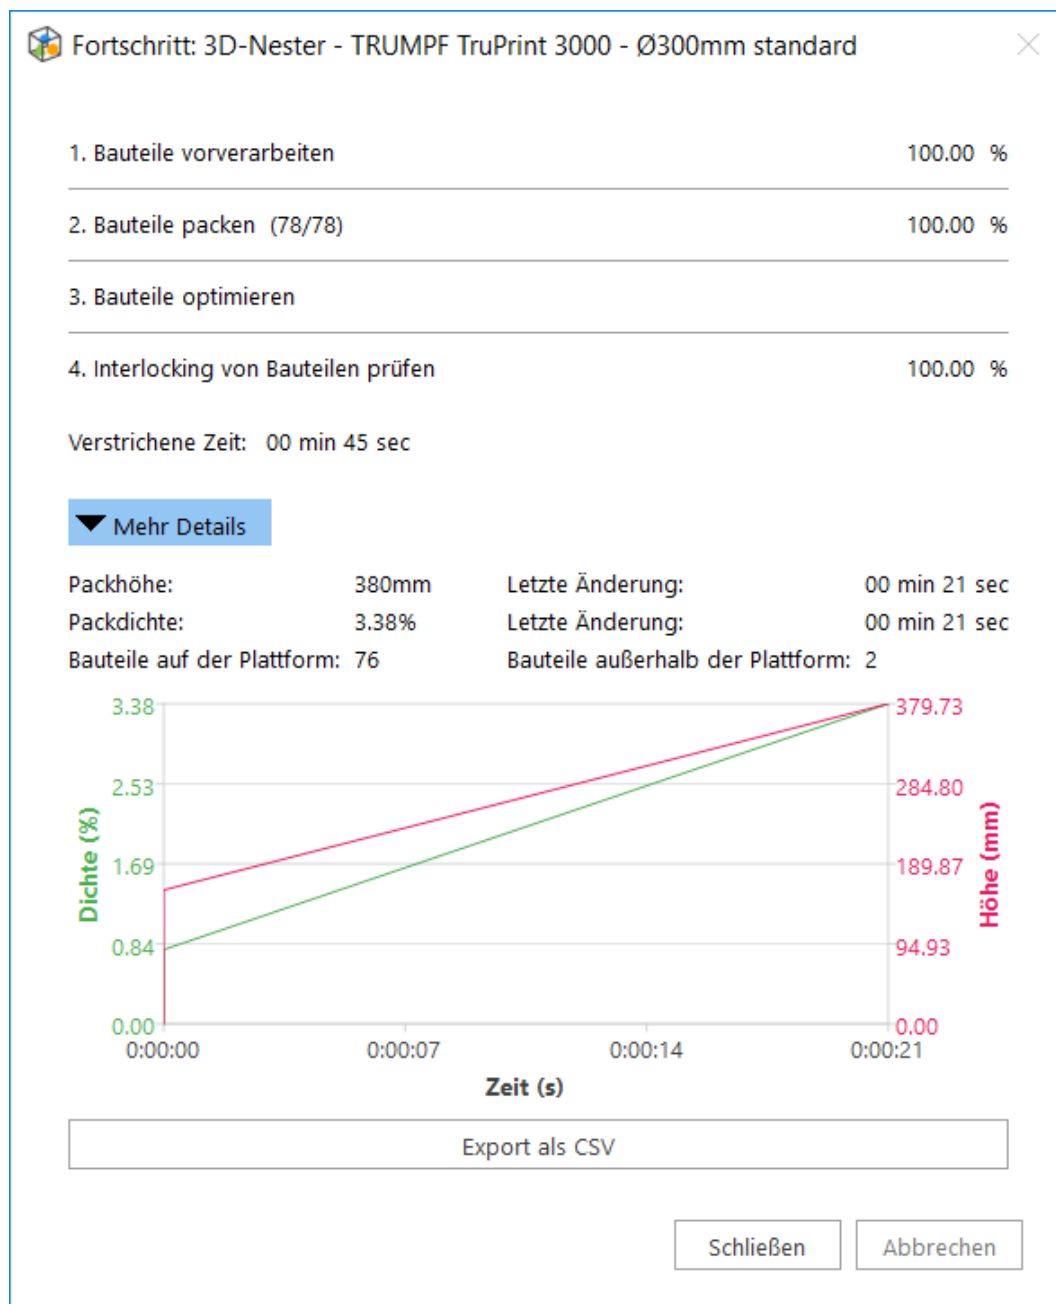 Fortschritt: 3D-Nester - TRUMPF TruPrint 3000 - Ø300mm standard
1. Bauteile vorverarbeiten 100.00 %
2. Bauteile packen (78/78) 100.00 %
3. Bauteile optimieren
4. Interlocking von Bauteilen prüfen 100.00 %
Verstrichene Zeit: 00 min 45 sec
Mehr Details
Packhöhe: 380mm Letzte Änderung: 00 min 21 sec
Packdichte: 3.38% Letzte Änderung: 00 min 21 sec
Bauteile auf der Plattform: 76 Bauteile außerhalb der Plattform: 2
3.38 379.73
2.53 284.80
1.69 189.87
0.84 94.93
0.00 0.00
Dichte (%)
Höhe (mm)
0:00:00 0:00:07 0:00:14 0:00:21
Zeit (s)
Export als CSV
Schließen Abbrechen